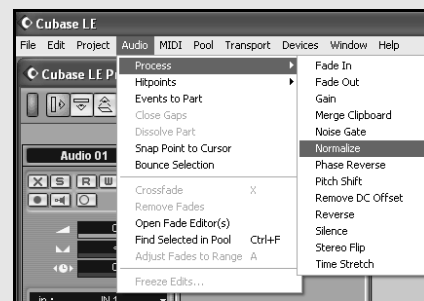 Cubase LE
File Edit Project Audio MIDI Pool Transport Devices Window Help
Cubase LE
Audio 01
X S R W
Process
Hitpoints
Events to Part
Close Gaps
Dissolve Part
Snap Point to Cursor
Bounce Selection
Crossfade X
Remove Fades
Open Fade Editor(s)
Find Selected in Pool Ctrl+F
Adjust Fades to Range A
Freeze Edits...
Fade In
Fade Out
Gain
Merge Clipboard
Noise Gate
Normalize
Phase Reverse
Pitch Shift
Remove DC Offset
Reverse
Silence
Stereo Flip
Time Stretch
in : IN 1